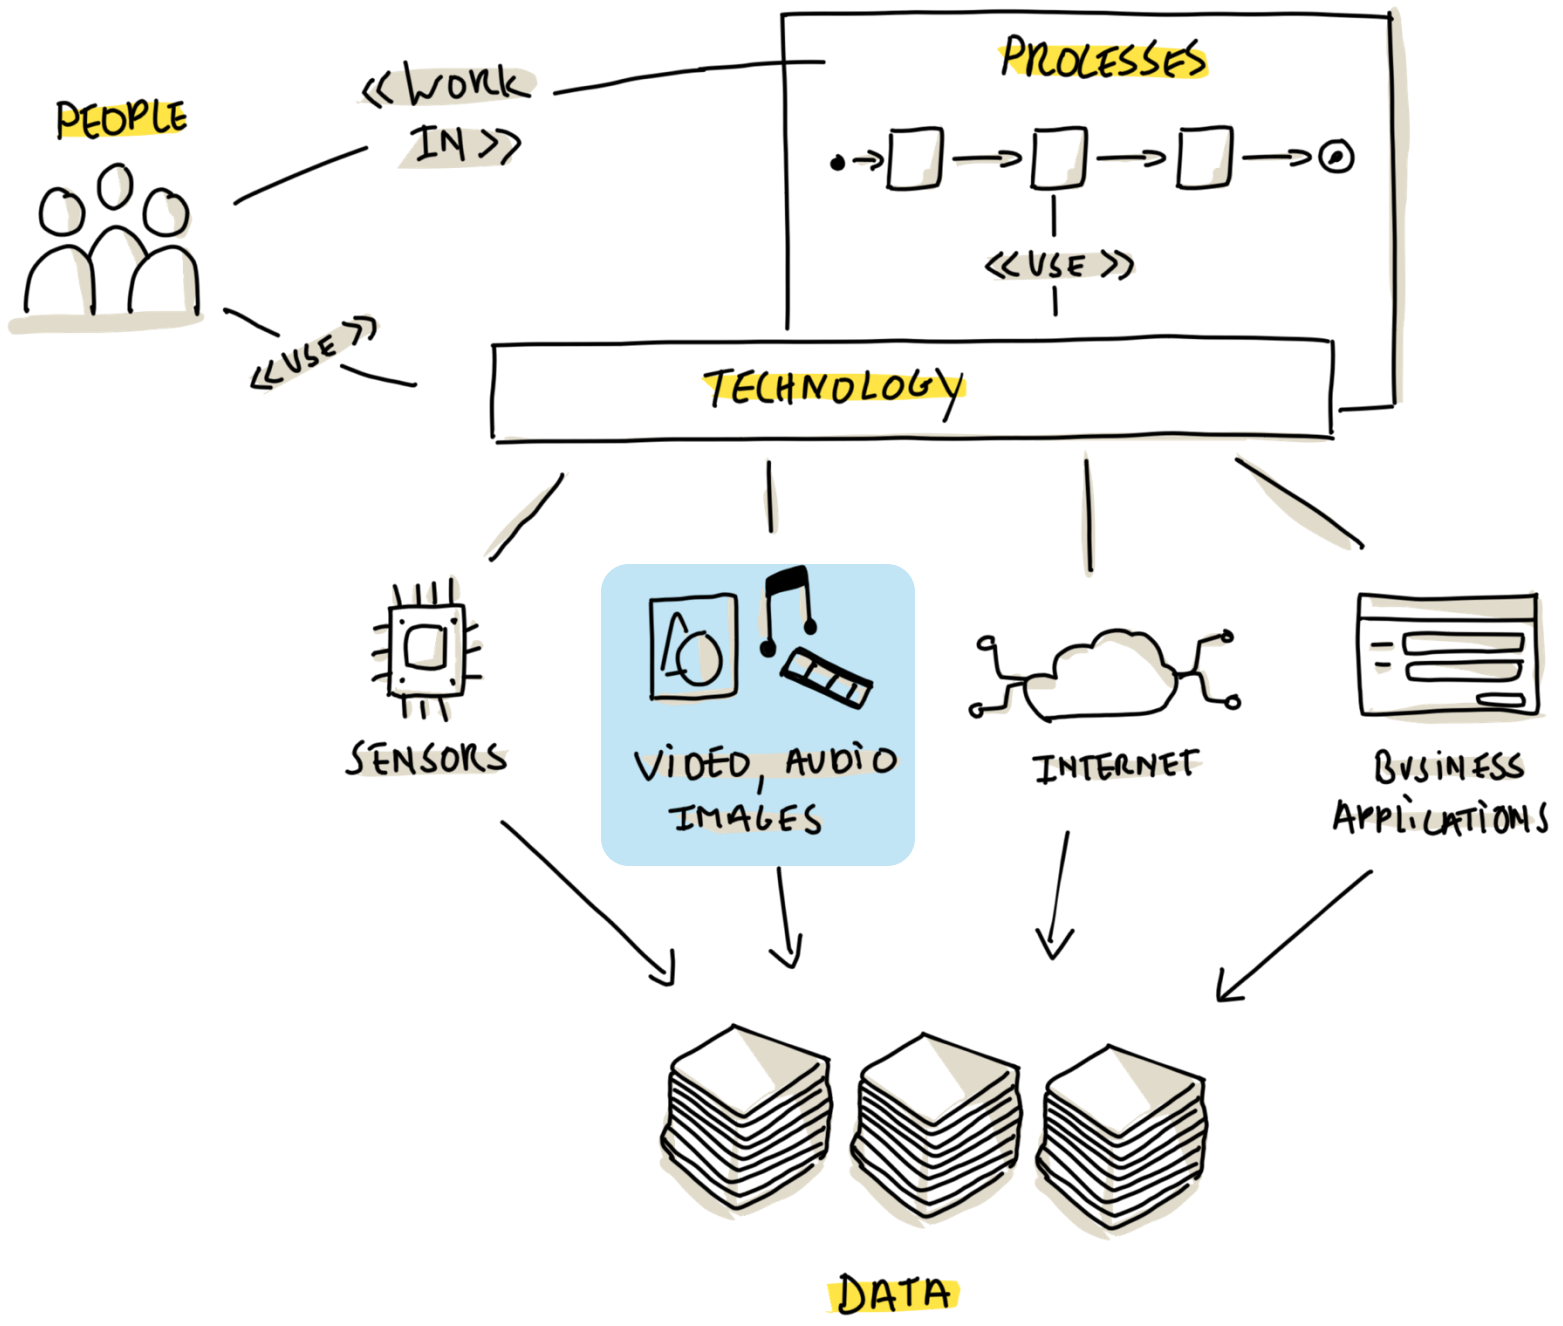 PROCESSES
<<WORK
IN>>
PEOPLE
<<USE>>
<<USE>>
TECHNOLOGY
SENSORS
VIDEO, AUDIO
IMAGES
INTERNET
BUSINESS
APPLICATIONS
DATA